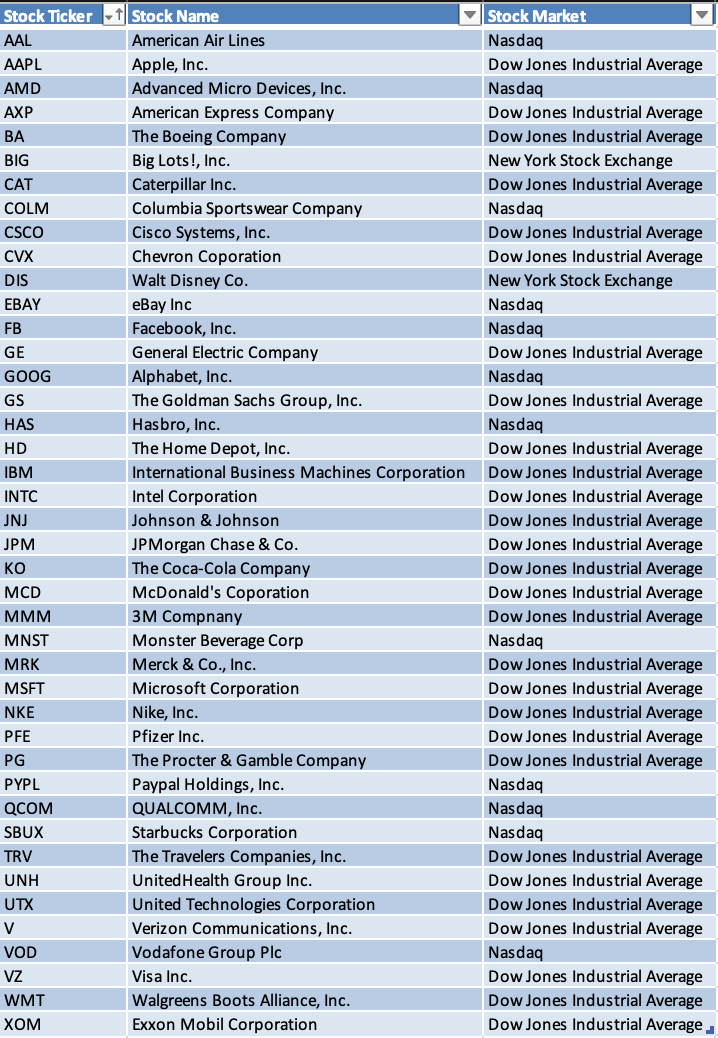 Stock Ticker Stock Name Stock Market
AAL American Air Lines Nasdaq
AAPL Apple, Inc. Dow Jones Industrial Average
AMD Advanced Micro Devices, Inc. Nasdaq
AXP American Express Company Dow Jones Industrial Average
BA The Boeing Company Dow Jones Industrial Average
BIG Big Lots!, Inc. New York Stock Exchange
CAT Caterpillar Inc. Dow Jones Industrial Average
COLM Columbia Sportswear Company Nasdaq
CSCO Cisco Systems, Inc. Dow Jones Industrial Average
CVX Chevron Coporation Dow Jones Industrial Average
DIS Walt Disney Co. New York Stock Exchange
EBAY eBay Inc Nasdaq
FB Facebook, Inc. Nasdaq
GE General Electric Company Dow Jones Industrial Average
GOOG Alphabet, Inc. Nasdaq
GS The Goldman Sachs Group, Inc. Dow Jones Industrial Average
HAS Hasbro, Inc. Nasdaq
HD The Home Depot, Inc. Dow Jones Industrial Average
IBM International Business Machines Corporation Dow Jones Industrial Average
INTC Intel Corporation Dow Jones Industrial Average
JNJ Johnson & Johnson Dow Jones Industrial Average
JPM JPMorgan Chase & Co. Dow Jones Industrial Average
KO The Coca-Cola Company Dow Jones Industrial Average
MCD McDonald's Coporation Dow Jones Industrial Average
MMM 3M Compnany Dow Jones Industrial Average
MNST Monster Beverage Corp Nasdaq
MRK Merck & Co., Inc. Dow Jones Industrial Average
MSFT Microsoft Corporation Dow Jones Industrial Average
NKE Nike, Inc. Dow Jones Industrial Average
PFE Pfizer Inc. Dow Jones Industrial Average
PG The Procter & Gamble Company Dow Jones Industrial Average
PYPL Paypal Holdings, Inc. Nasdaq
QCOM QUALCOMM, Inc. Nasdaq
SBUX Starbucks Corporation Nasdaq
TRV The Travelers Companies, Inc. Dow Jones Industrial Average
UNH UnitedHealth Group Inc. Dow Jones Industrial Average
UTX United Technologies Corporation Dow Jones Industrial Average
V Verizon Communications, Inc. Dow Jones Industrial Average
VOD Vodafone Group Plc Nasdaq
VZ Visa Inc. Dow Jones Industrial Average
WMT Walgreens Boots Alliance, Inc. Dow Jones Industrial Average
XOM Exxon Mobil Corporation Dow Jones Industrial Average